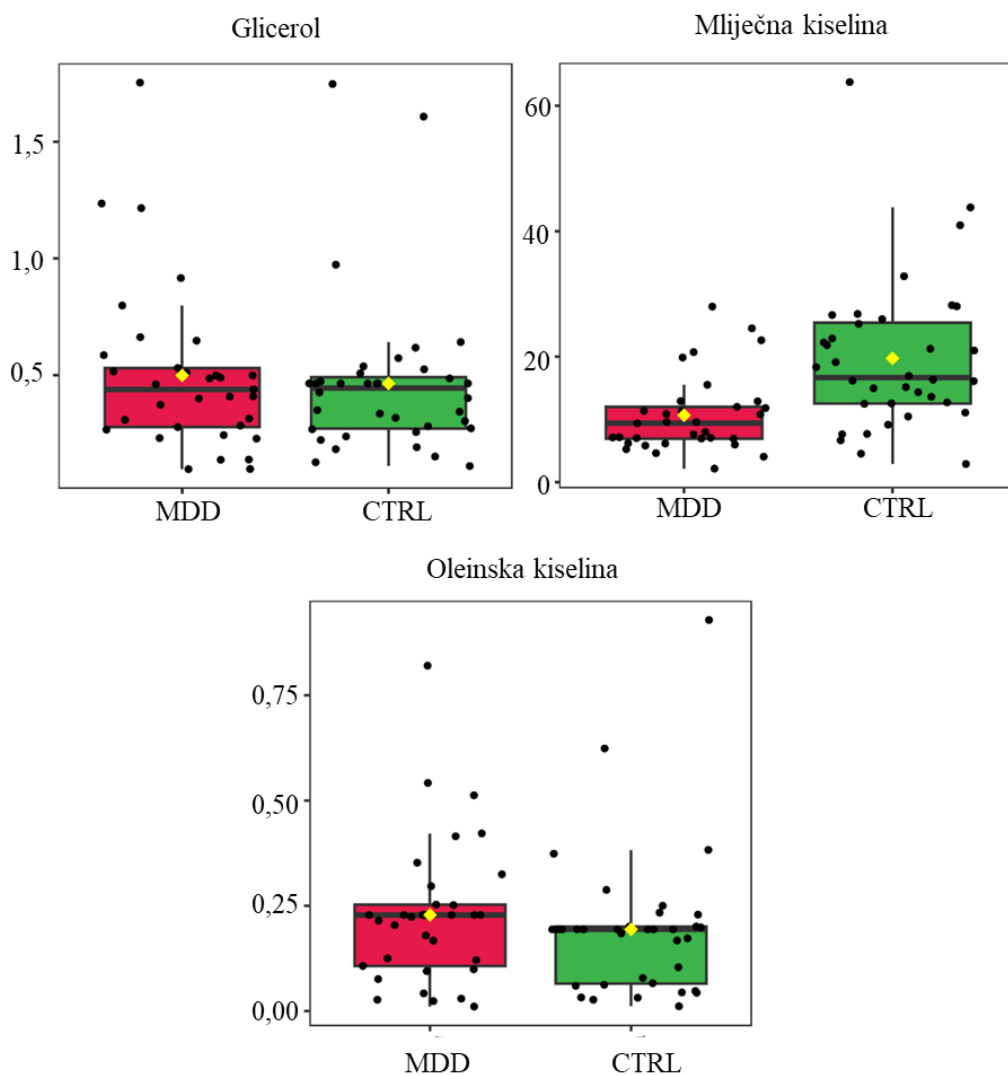 Glicerol
1,5
1,0
0,5
MDD CTRL
Mliječna kiselina
60
40
20
0
MDD CTRL
Oleinska kiselina
0,75
0,50
0,25
0,00
MDD CTRL